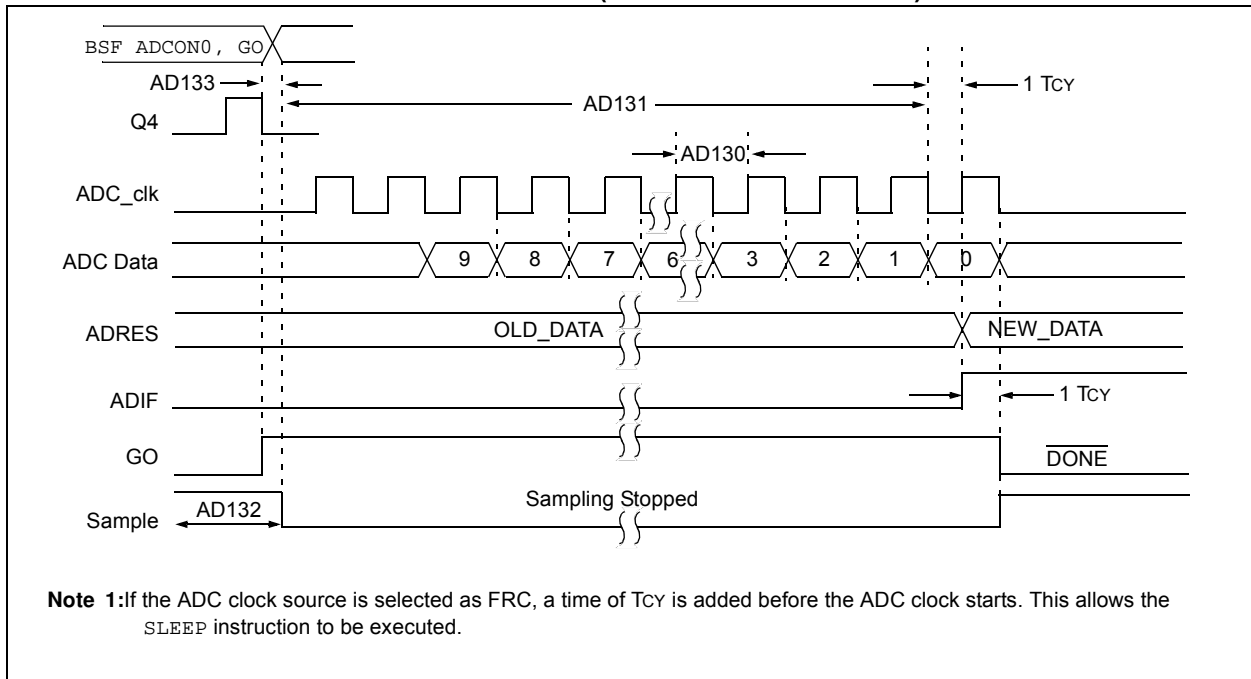 BSF ADCON0, GO
AD133
1 TCY
AD131
Q4
AD130
ADC_clk
ADC Data
9 8 7 6 3 2 1 0
OLD_DATA
NEW_DATA
ADRES
ADIF
1 TCY
GO
DONE
Sampling Stopped
AD132
Sample
Note 1:If the ADC clock source is selected as FRC, a time of TCY is added before the ADC clock starts. This allows the
SLEEP instruction to be executed.